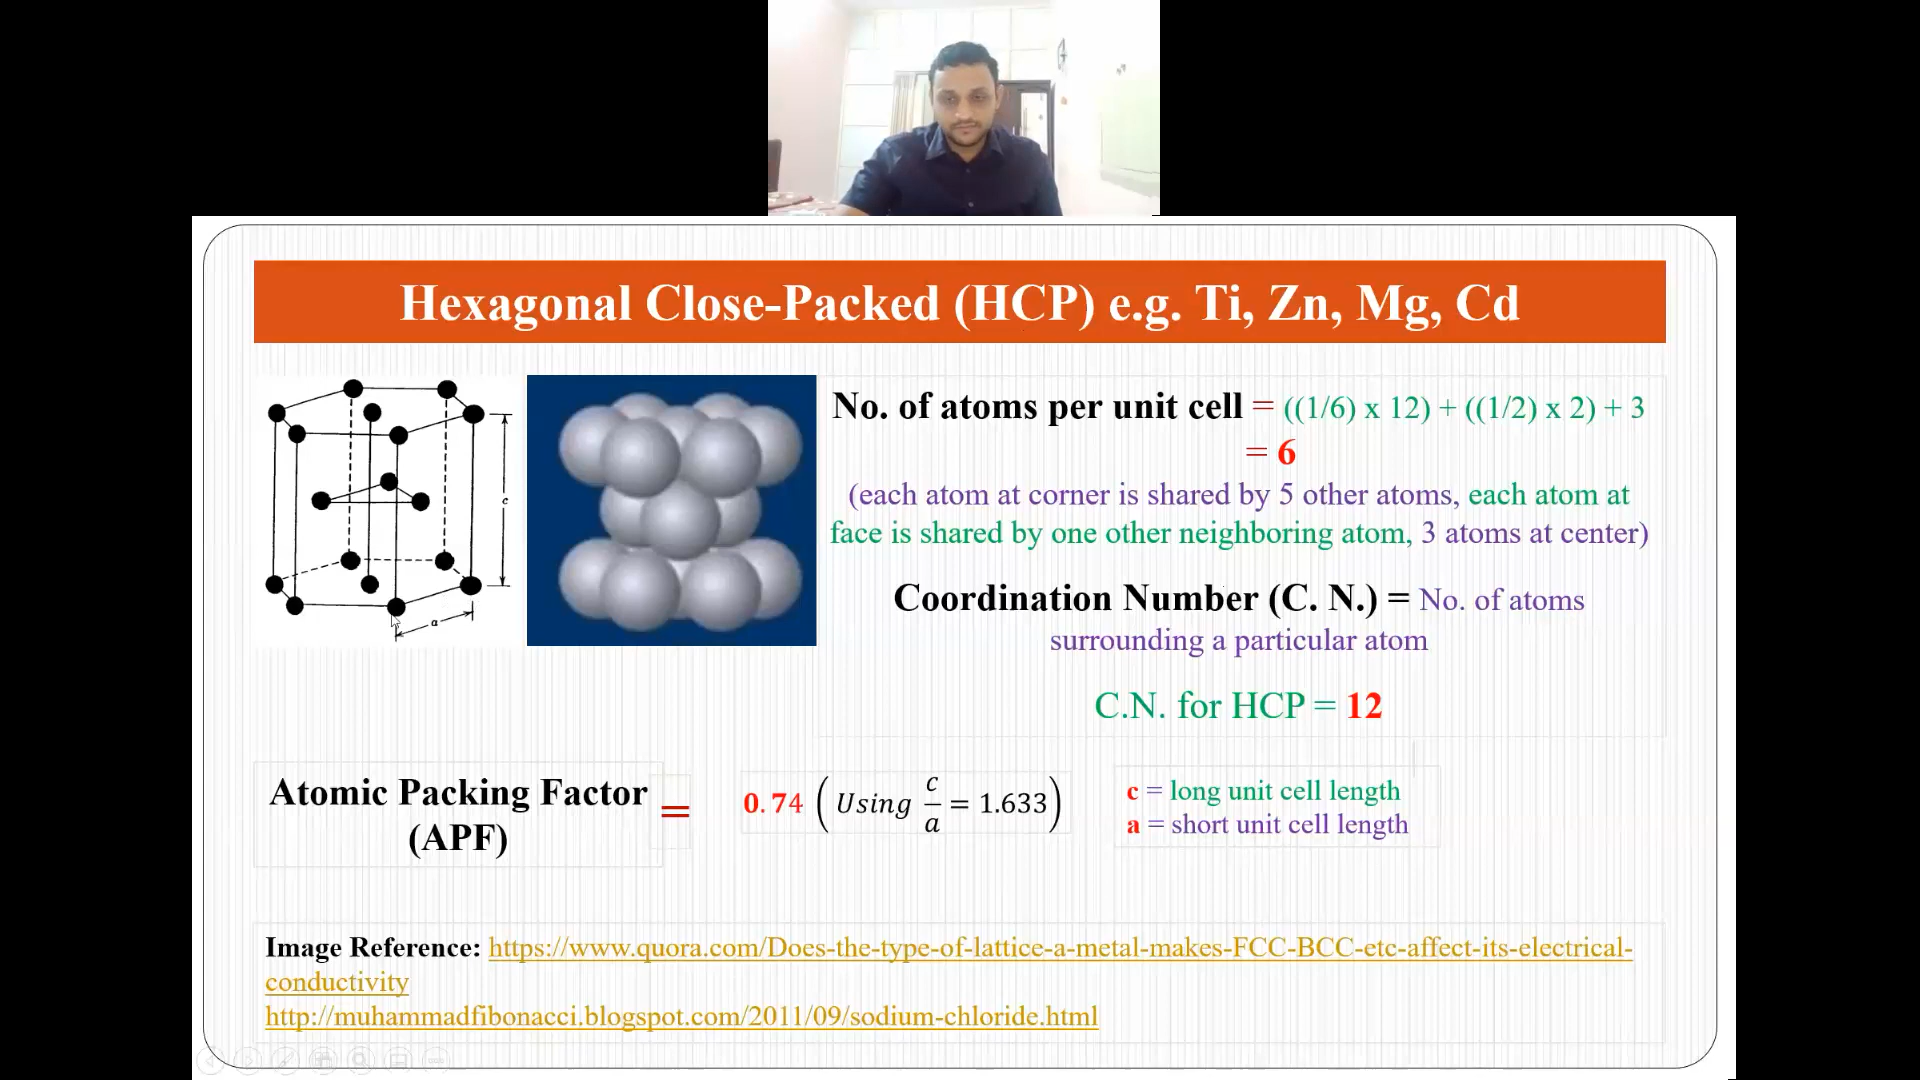 Hexagonal Close-Packed (HCP) e.g. Ti, Zn, Mg, Cd
c
a
No. of atoms per unit cell = ((1/6) x 12) + ((1/2) x 2) + 3
= 6
(each atom at corner is shared by 5 other atoms, each atom at
face is shared by one other neighboring atom, 3 atoms at center)
Coordination Number (C. N.) = No. of atoms
surrounding a particular atom
C.N. for HCP = 12
Atomic Packing Factor
(APF)
= 0.74 (Using c/a = 1.633)
c = long unit cell length
a = short unit cell length
Image Reference: https://www.quora.com/Does-the-type-of-lattice-a-metal-makes-FCC-BCC-etc-affect-its-electrical-
conductivity
http://muhammadfibonacci.blogspot.com/2011/09/sodium-chloride.html